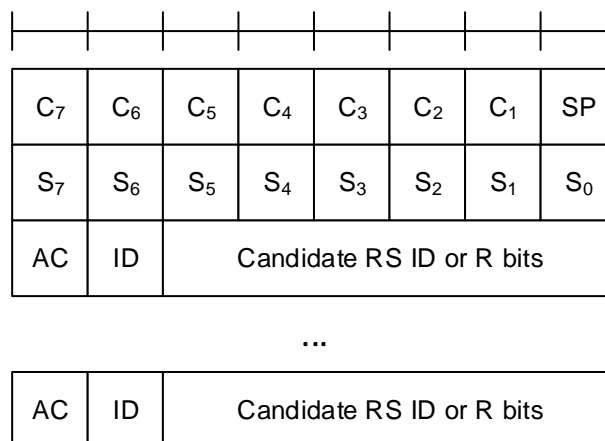 C₇ C₆ C₅ C₄ C₃ C₂ C₁ SP
S₇ S₆ S₅ S₄ S₃ S₂ S₁ S₀
AC ID Candidate RS ID or R bits
...
AC ID Candidate RS ID or R bits